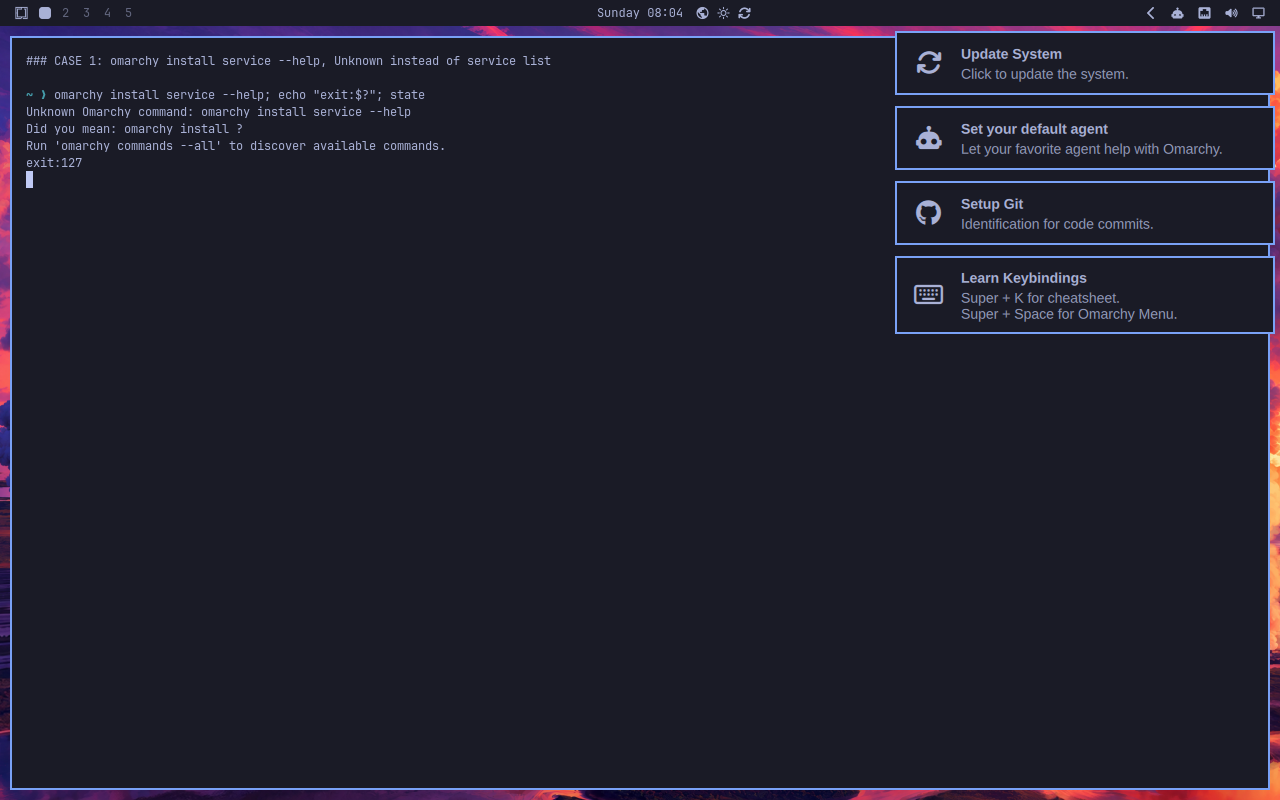 2 3 4 5
Sunday 08:04
### CASE 1: omarchy install service --help, Unknown instead of service list
~ ❯ omarchy install service --help; echo "exit:$?"; state
Unknown Omarchy command: omarchy install service --help
Did you mean: omarchy install ?
Run 'omarchy commands --all' to discover available commands.
exit:127
Update System
Click to update the system.
Set your default agent
Let your favorite agent help with Omarchy.
Setup Git
Identification for code commits.
Learn Keybindings
Super + K for cheatsheet.
Super + Space for Omarchy Menu.